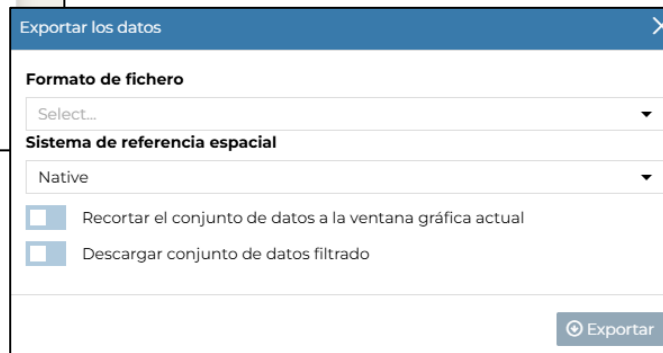 Exportar los datos
Formato de fichero
Select...
Sistema de referencia espacial
Native
Recortar el conjunto de datos a la ventana gráfica actual
Descargar conjunto de datos filtrado
Exportar